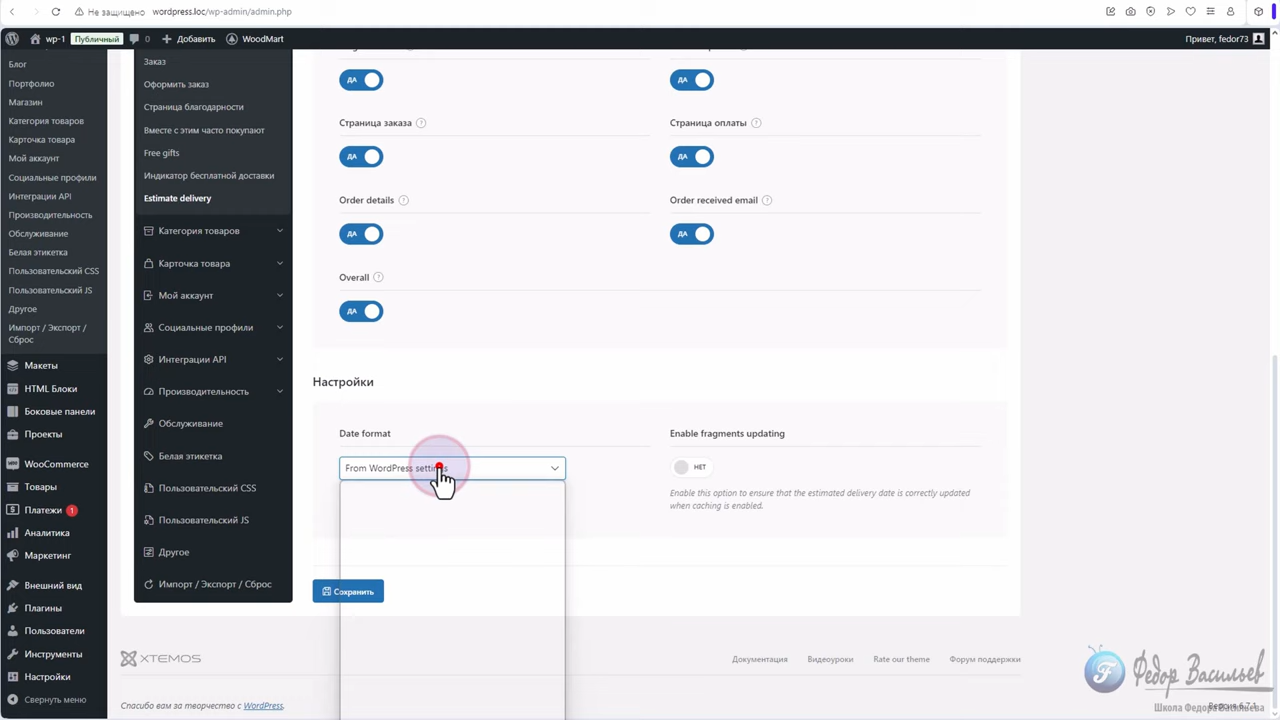 Не защищено
wordpress.loc/wp-admin/admin.php
wp-1
Публичный
0
Добавить
WoodMart
Привет, fedor73
Блог
Портфолио
Магазин
Категория товаров
Карточка товара
Мой аккаунт
Социальные профили
Интеграции API
Производительность
Обслуживание
Белая этикетка
Пользовательский CSS
Пользовательский JS
Другое
Импорт / Экспорт /
Сброс
Макеты
HTML Блоки
Боковые панели
Проекты
WooCommerce
Товары
Платежи 1
Аналитика
Маркетинг
Внешний вид
Плагины
Пользователи
Инструменты
Настройки
Свернуть меню
Заказ
Оформить заказ
Страница благодарности
Вместе с этим часто покупают
Free gifts
Индикатор бесплатной доставки
Estimate delivery
Категория товаров
Карточка товара
Мой аккаунт
Социальные профили
Интеграции API
Производительность
Обслуживание
Белая этикетка
Пользовательский CSS
Пользовательский JS
Другое
Импорт / Экспорт / Сброс
ДА
ДА
Страница заказа
Страница оплаты
ДА
ДА
Order details
Order received email
ДА
ДА
Overall
ДА
Настройки
Date format
Enable fragments updating
From WordPress settings
НЕТ
Enable this option to ensure that the estimated delivery date is correctly updated
when caching is enabled.
Сохранить
XTEMOS
Документация
Видеоуроки
Rate our theme
Форум поддержки
Спасибо вам за творчество с WordPress.
Федор Васильев
Школа Федора Васильева
Версия 6.7.1